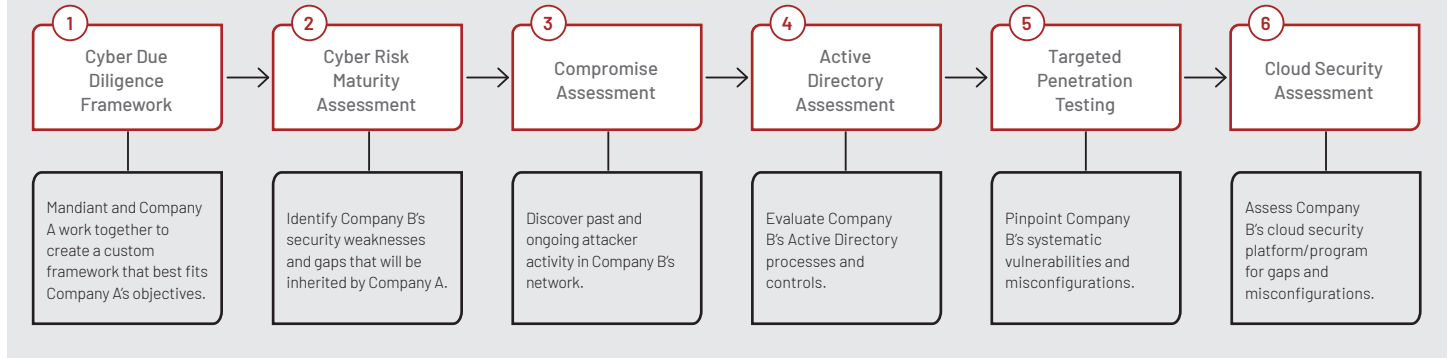 1
Cyber Due
Diligence
Framework
2
Cyber Risk
Maturity
Assessment
3
Compromise
Assessment
4
Active
Directory
Assessment
5
Targeted
Penetration
Testing
6
Cloud Security
Assessment
Mandiant and Company
A work together to
create a custom
framework that best fits
Company A's objectives.
Identify Company B's
security weaknesses
and gaps that will be
inherited by Company A.
Discover past and
ongoing attacker
activity in Company B's
network.
Evaluate Company
B's Active Directory
processes and
controls.
Pinpoint Company
B's systematic
vulnerabilities and
misconfigurations.
Assess Company
B's cloud security
platform/program
for gaps and
misconfigurations.